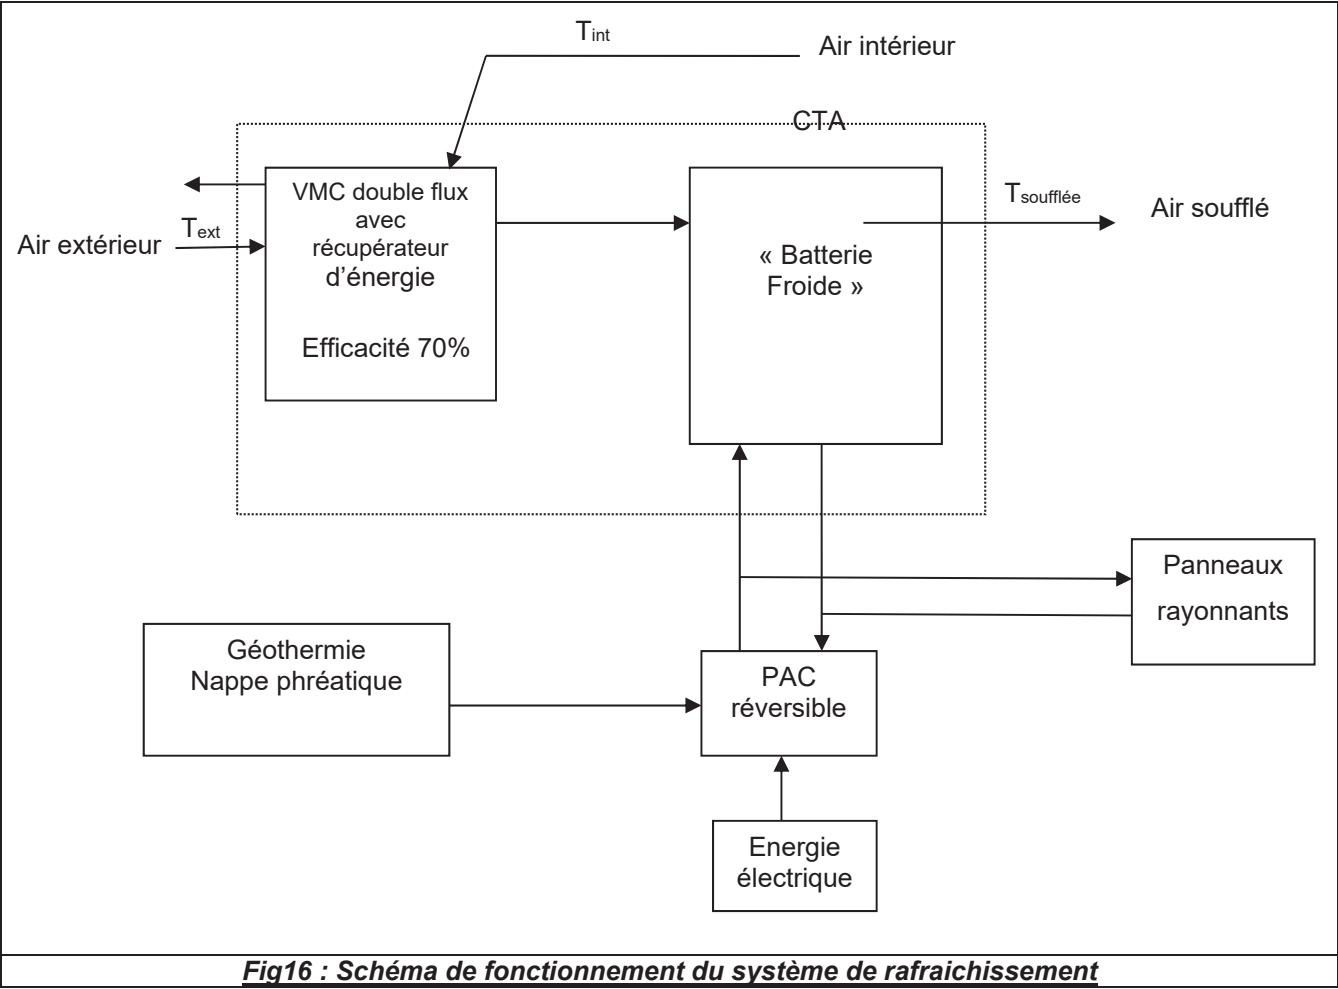 Tint
Air intérieur
CTA
VMC double flux
avec
récupérateur
d'énergie
Efficacité 70%
Text
Air extérieur
« Batterie
Froide »
Tsoufflée
Air soufflé
Panneaux
rayonnants
Géothermie
Nappe phréatique
PAC
réversible
Energie
électrique
Fig16 : Schéma de fonctionnement du système de rafraichissement